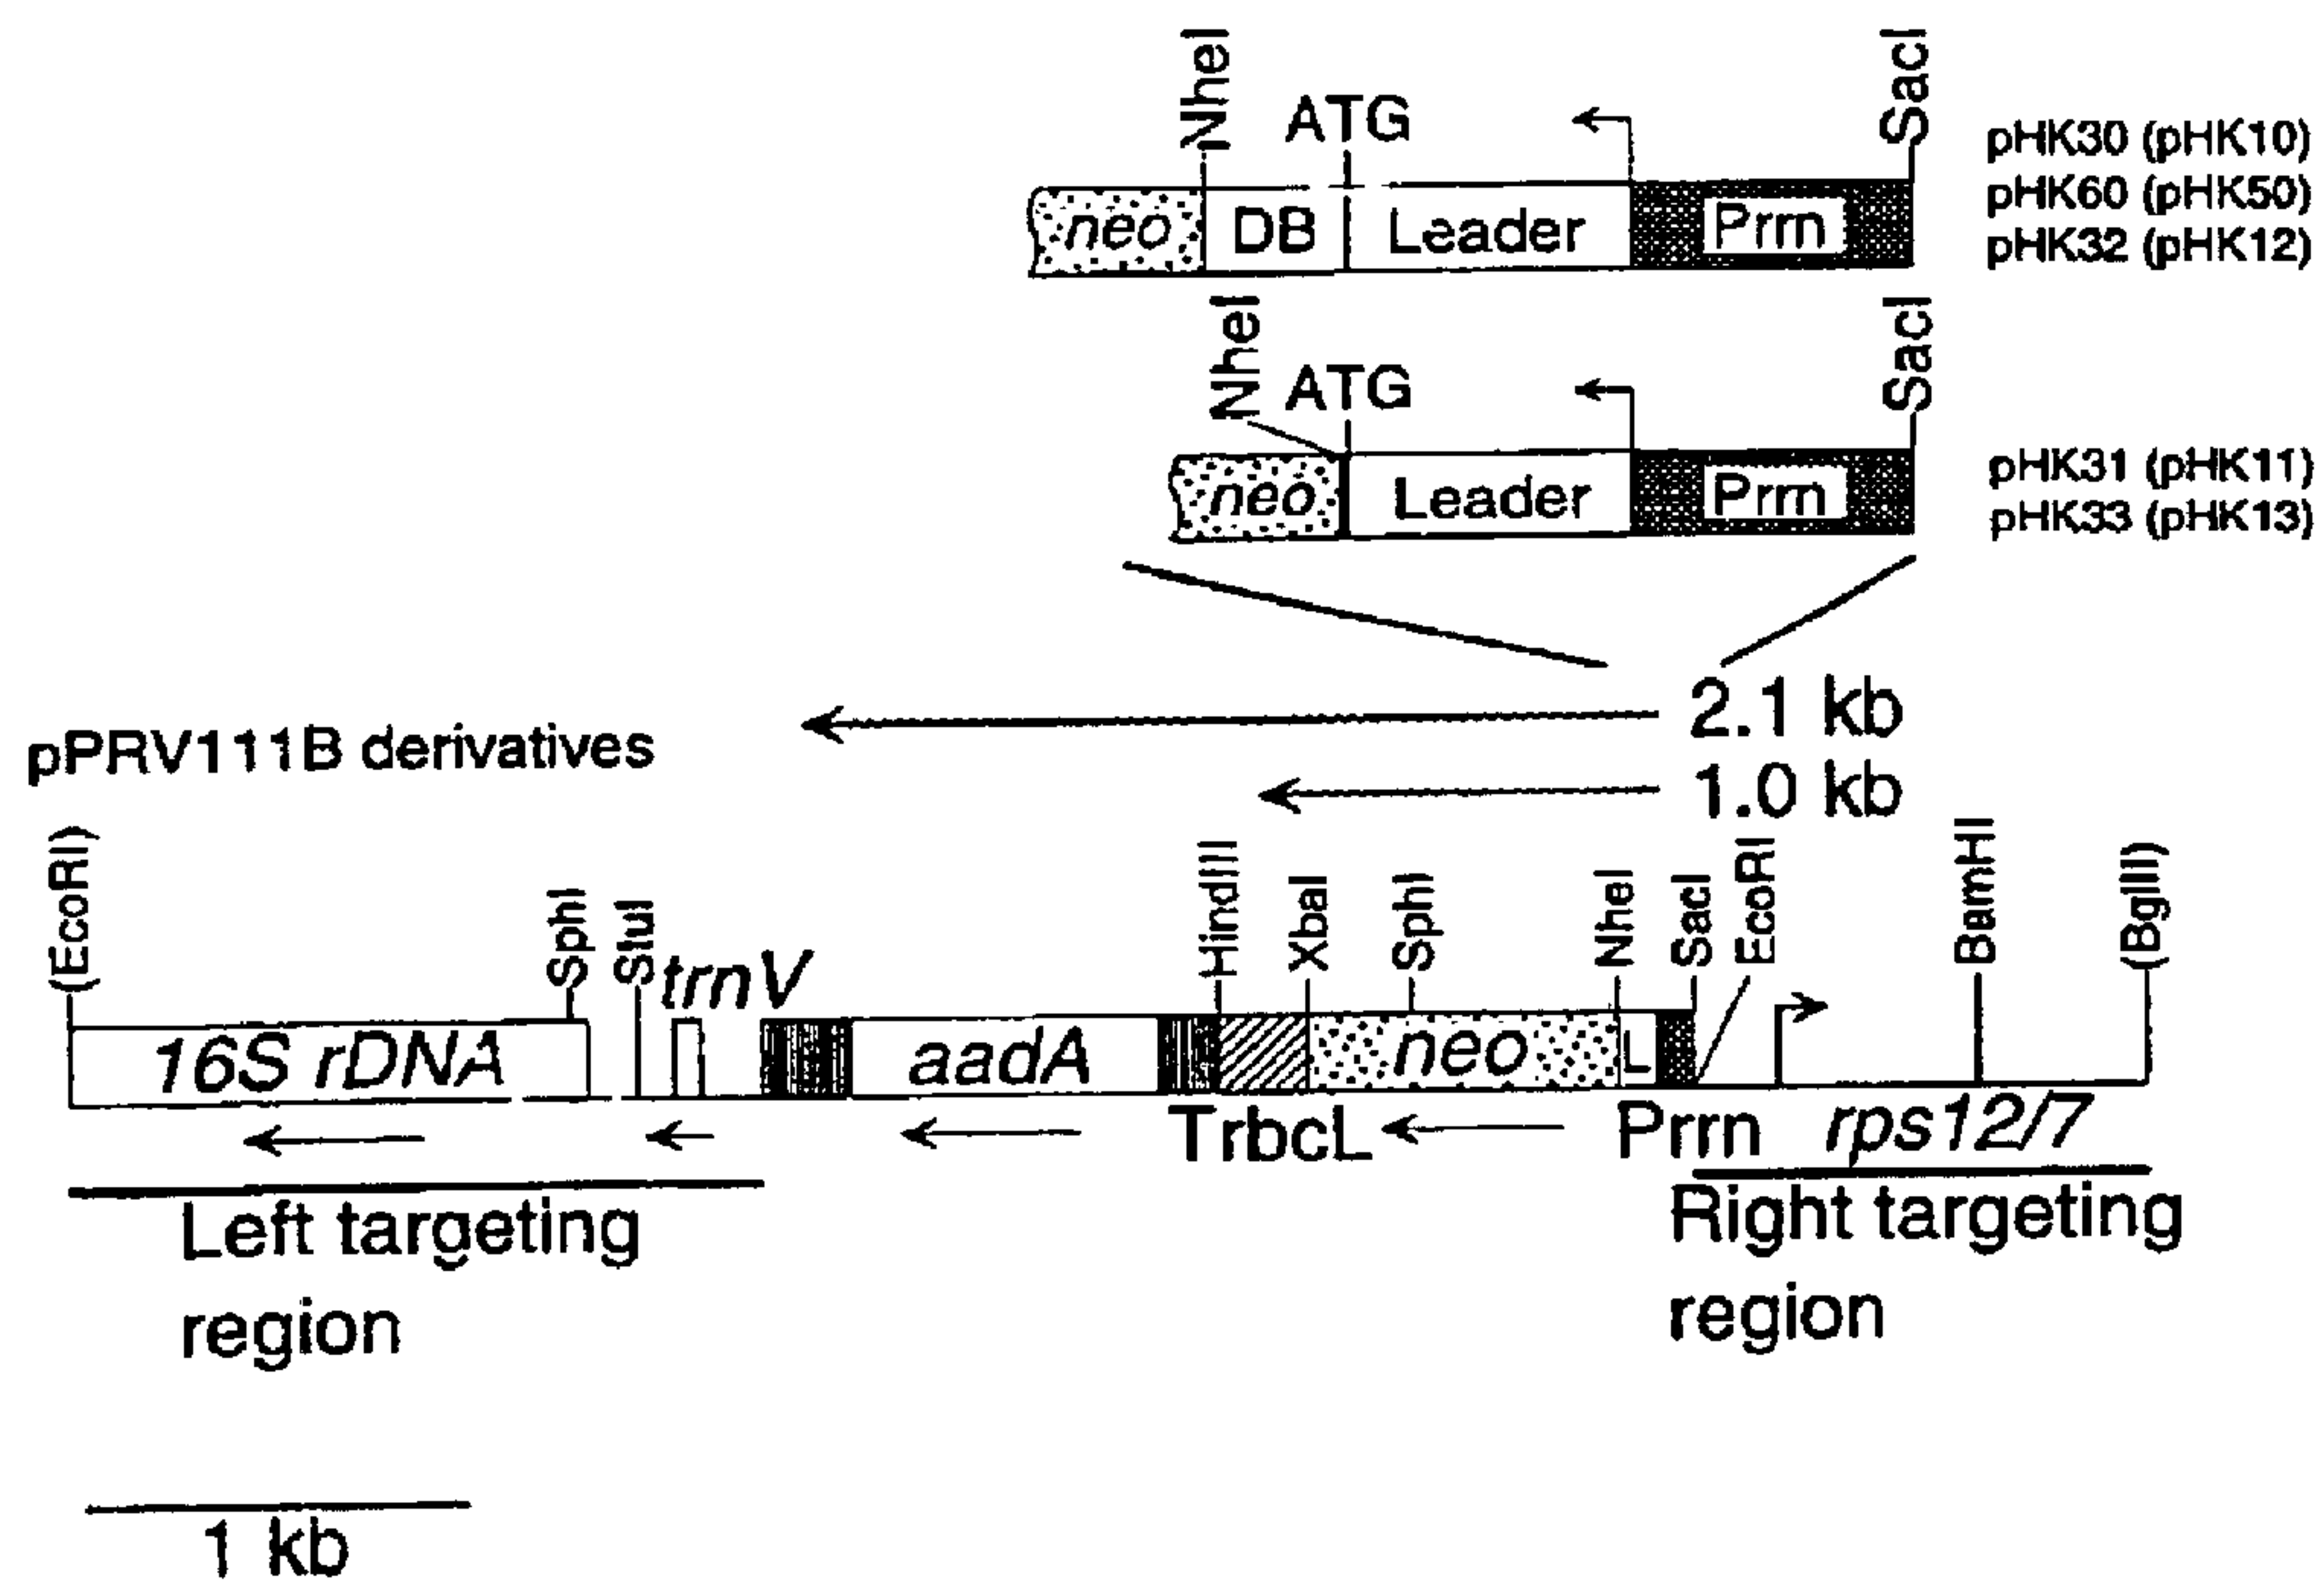 NheI
ATG
SacI
neo
DB
Leader
Prrn
pHK30 (pHK10)
pHK60 (pHK50)
pHK32 (pHK12)
NheI
ATG
SacI
neo
Leader
Prrn
pHK31 (pHK11)
pHK33 (pHK13)
2.1 kb
1.0 kb
pPRV111B derivatives
(EcoRI)
SphI
StuI
trnV
HindIII
XbaI
SphI
NheI
SacI
EcoRI
BamHI
(BglII)
16S rDNA
aadA
neo
L
TrbcL
Prrn
rps12/7
Left targeting
region
Right targeting
region
1 kb